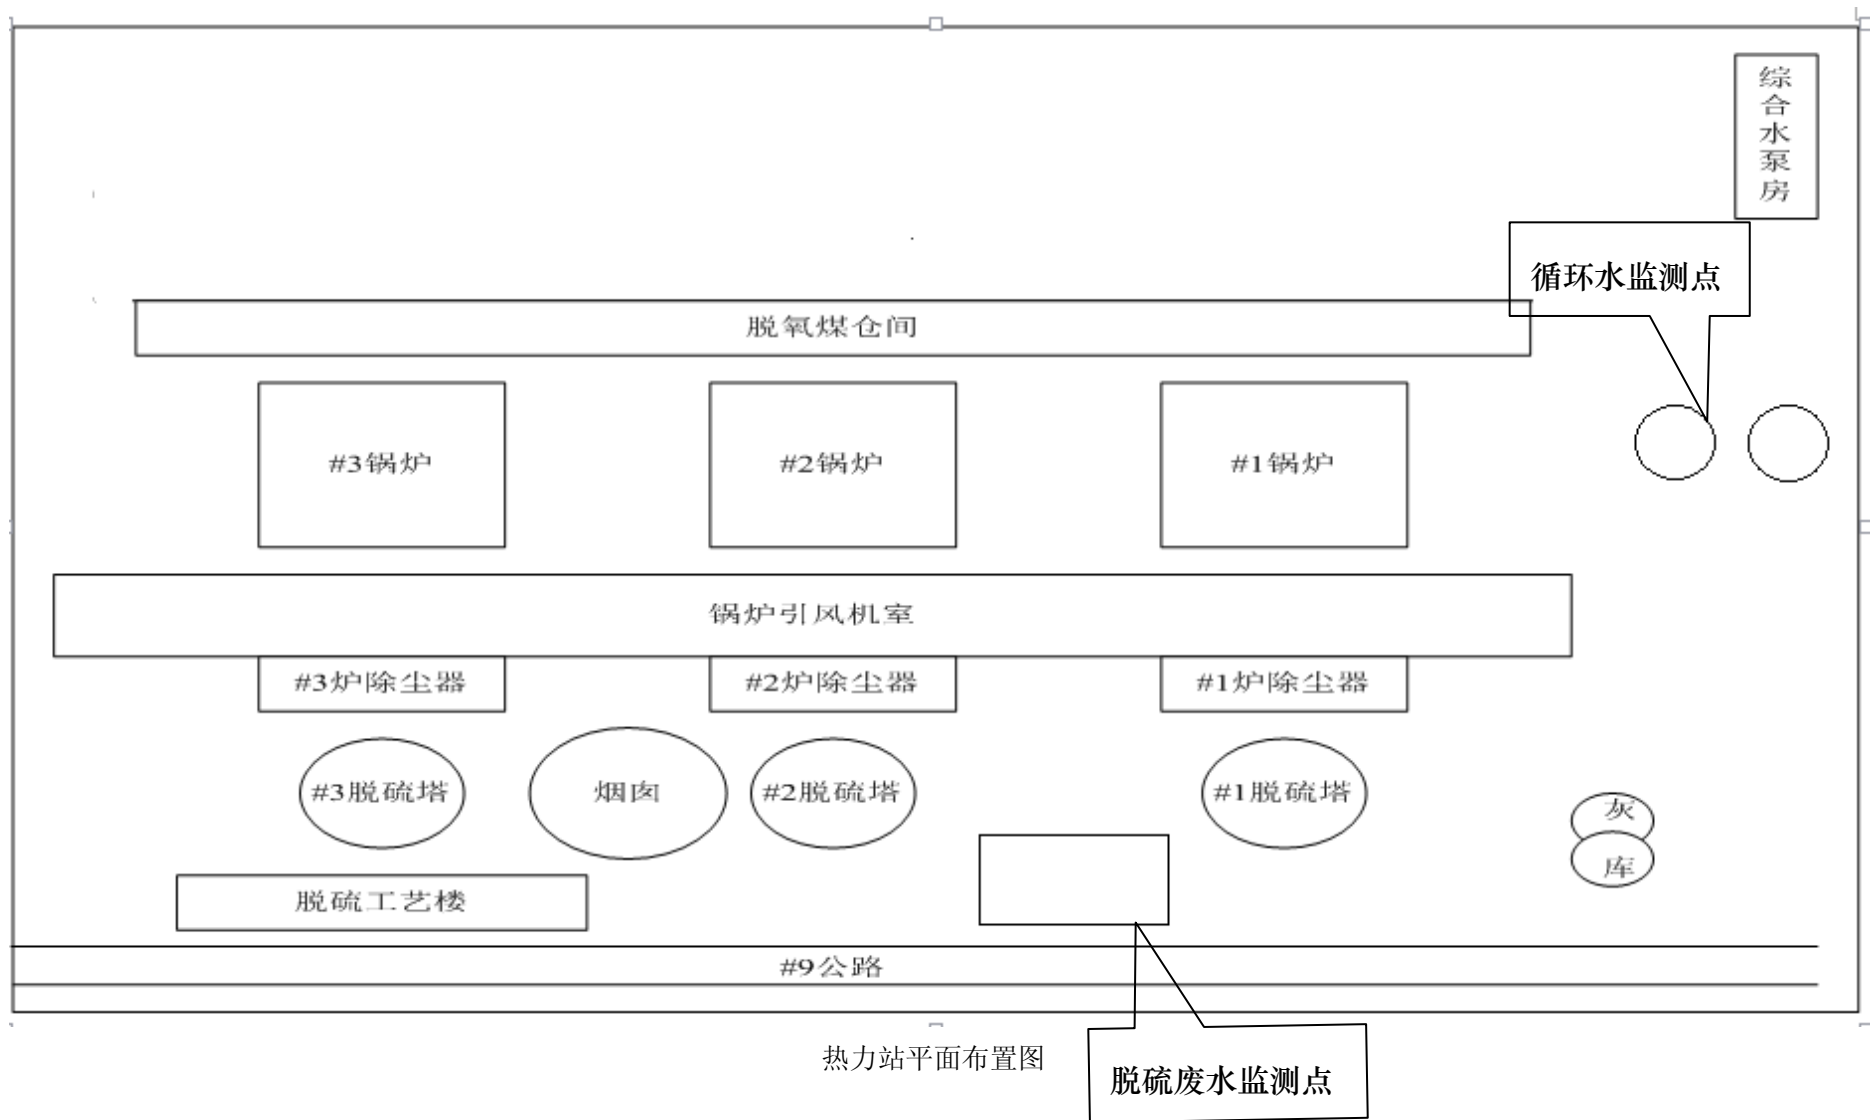 综合水泵房
循环水监测点
脱氧煤仓间
#3锅炉
#2锅炉
#1锅炉
锅炉引风机室
#3炉除尘器
#2炉除尘器
#1炉除尘器
#3脱硫塔
烟囱
#2脱硫塔
#1脱硫塔
灰
库
脱硫工艺楼
#9公路
热力站平面布置图
脱硫废水监测点